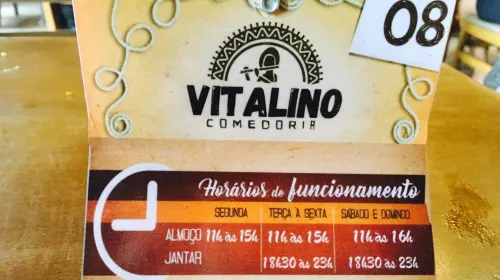 08
VITALINO
COMEDORIA
Horários de funcionamento
SEGUNDA TERÇA À SEXTA SÁBADO E DOMINGO
ALMOÇO 11h às 15h 11h às 15h 11h às 16h
JANTAR 18h30 às 23h 18h30 às 23h